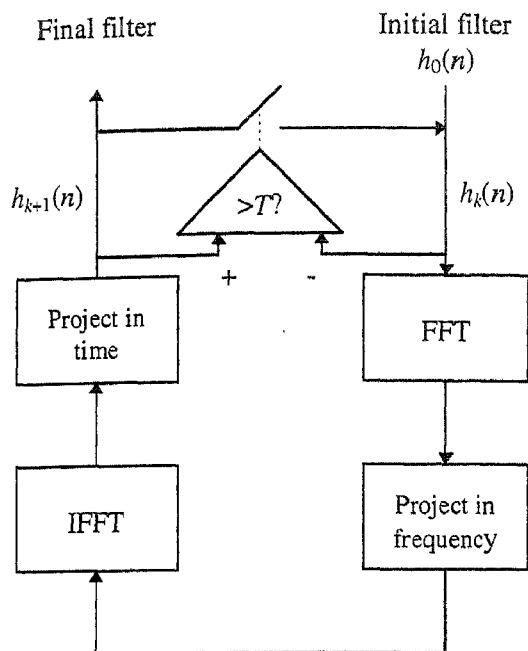 Final filter
Initial filter
h₀(n)
hₖ₊₁(n)
>T?
hₖ(n)
+
-
Project in
time
FFT
IFFT
Project in
frequency